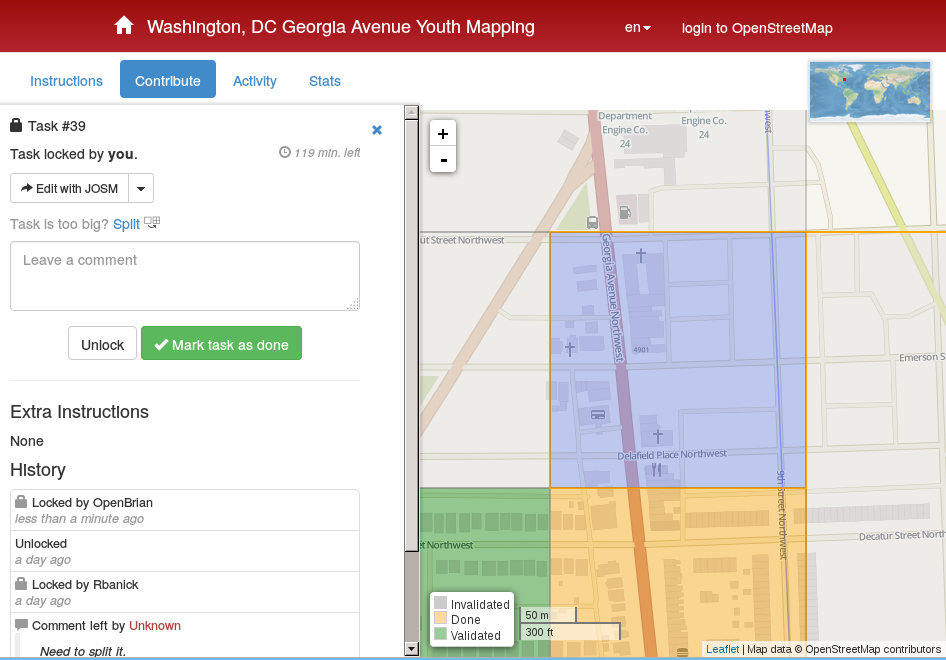 Washington, DC Georgia Avenue Youth Mapping
en
login to OpenStreetMap
Instructions
Contribute
Activity
Stats
Task #39
Task locked by you.
119 min. left
Edit with JOSM
Task is too big? Split
Leave a comment
Unlock
Mark task as done
Extra Instructions
None
History
Locked by OpenBrian
less than a minute ago
Unlocked
a day ago
Locked by Rbanick
a day ago
Comment left by Unknown
Need to split it.
+
-
Department
Engine Co.
24
Engine Co.
24
west
ut Street Northwest
Georgia Avenue Northwest
4901
Emerson S
Delafield Place Northwest
9th Street Northwest
et Northwest
Decatur Street North
Invalidated
Done
Validated
50 m
300 ft
Leaflet | Map data © OpenStreetMap contributors